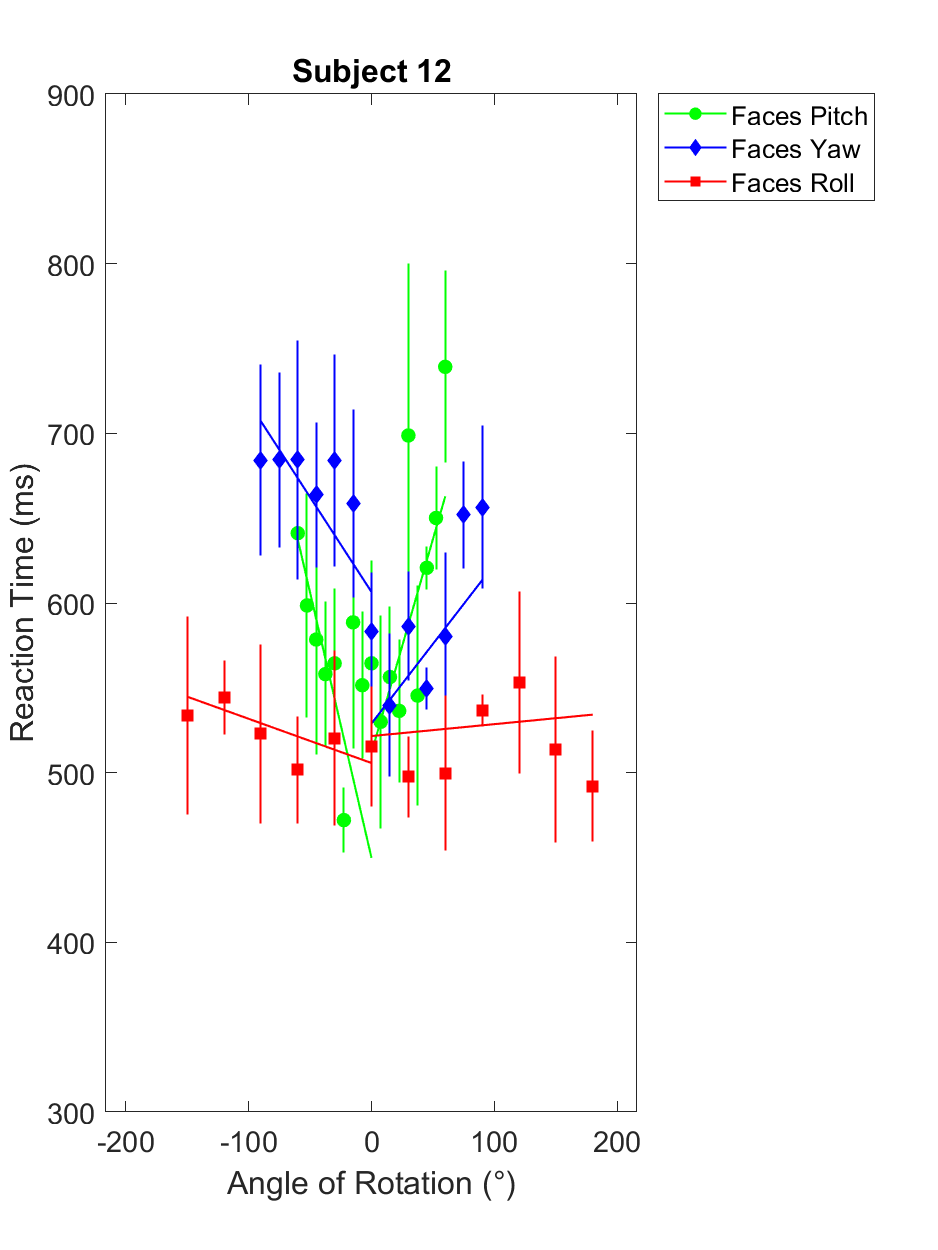 Subject 12
900
800
700
600
500
400
300
Reaction Time (ms)
-200
-100
0
100
200
Angle of Rotation (°)
Faces Pitch
Faces Yaw
Faces Roll